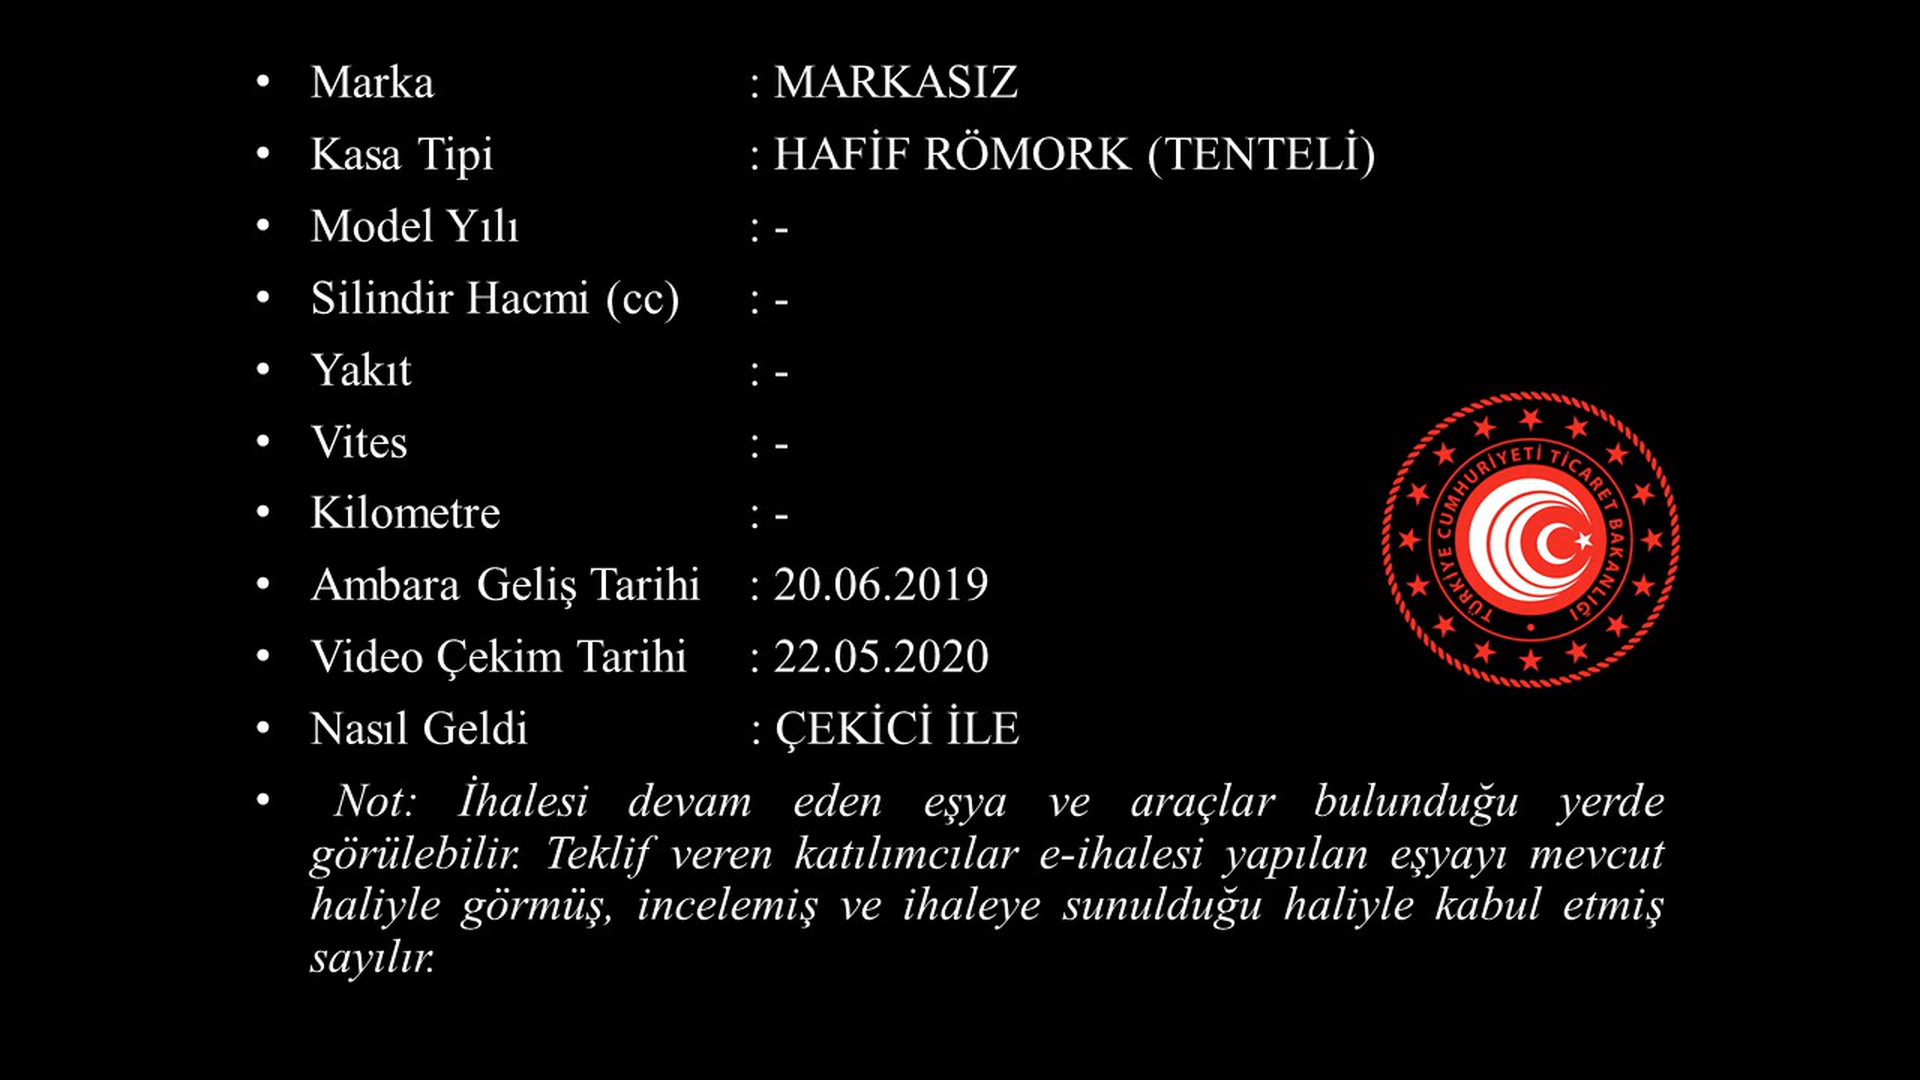 • Marka : MARKASIZ
• Kasa Tipi : HAFİF RÖMORK (TENTELİ)
• Model Yılı : -
• Silindir Hacmi (cc) : -
• Yakıt : -
• Vites : -
• Kilometre : -
• Ambara Geliş Tarihi : 20.06.2019
• Video Çekim Tarihi : 22.05.2020
• Nasıl Geldi : ÇEKİCİ İLE
• Not: İhalesi devam eden eşya ve araçlar bulunduğu yerde
görülebilir. Teklif veren katılımcılar e-ihalesi yapılan eşyayı mevcut
haliyle görmüş, incelemiş ve ihaleye sunulduğu haliyle kabul etmiş
sayılır.
TÜRKİYE CUMHURİYETİ TİCARET BAKANLIĞI